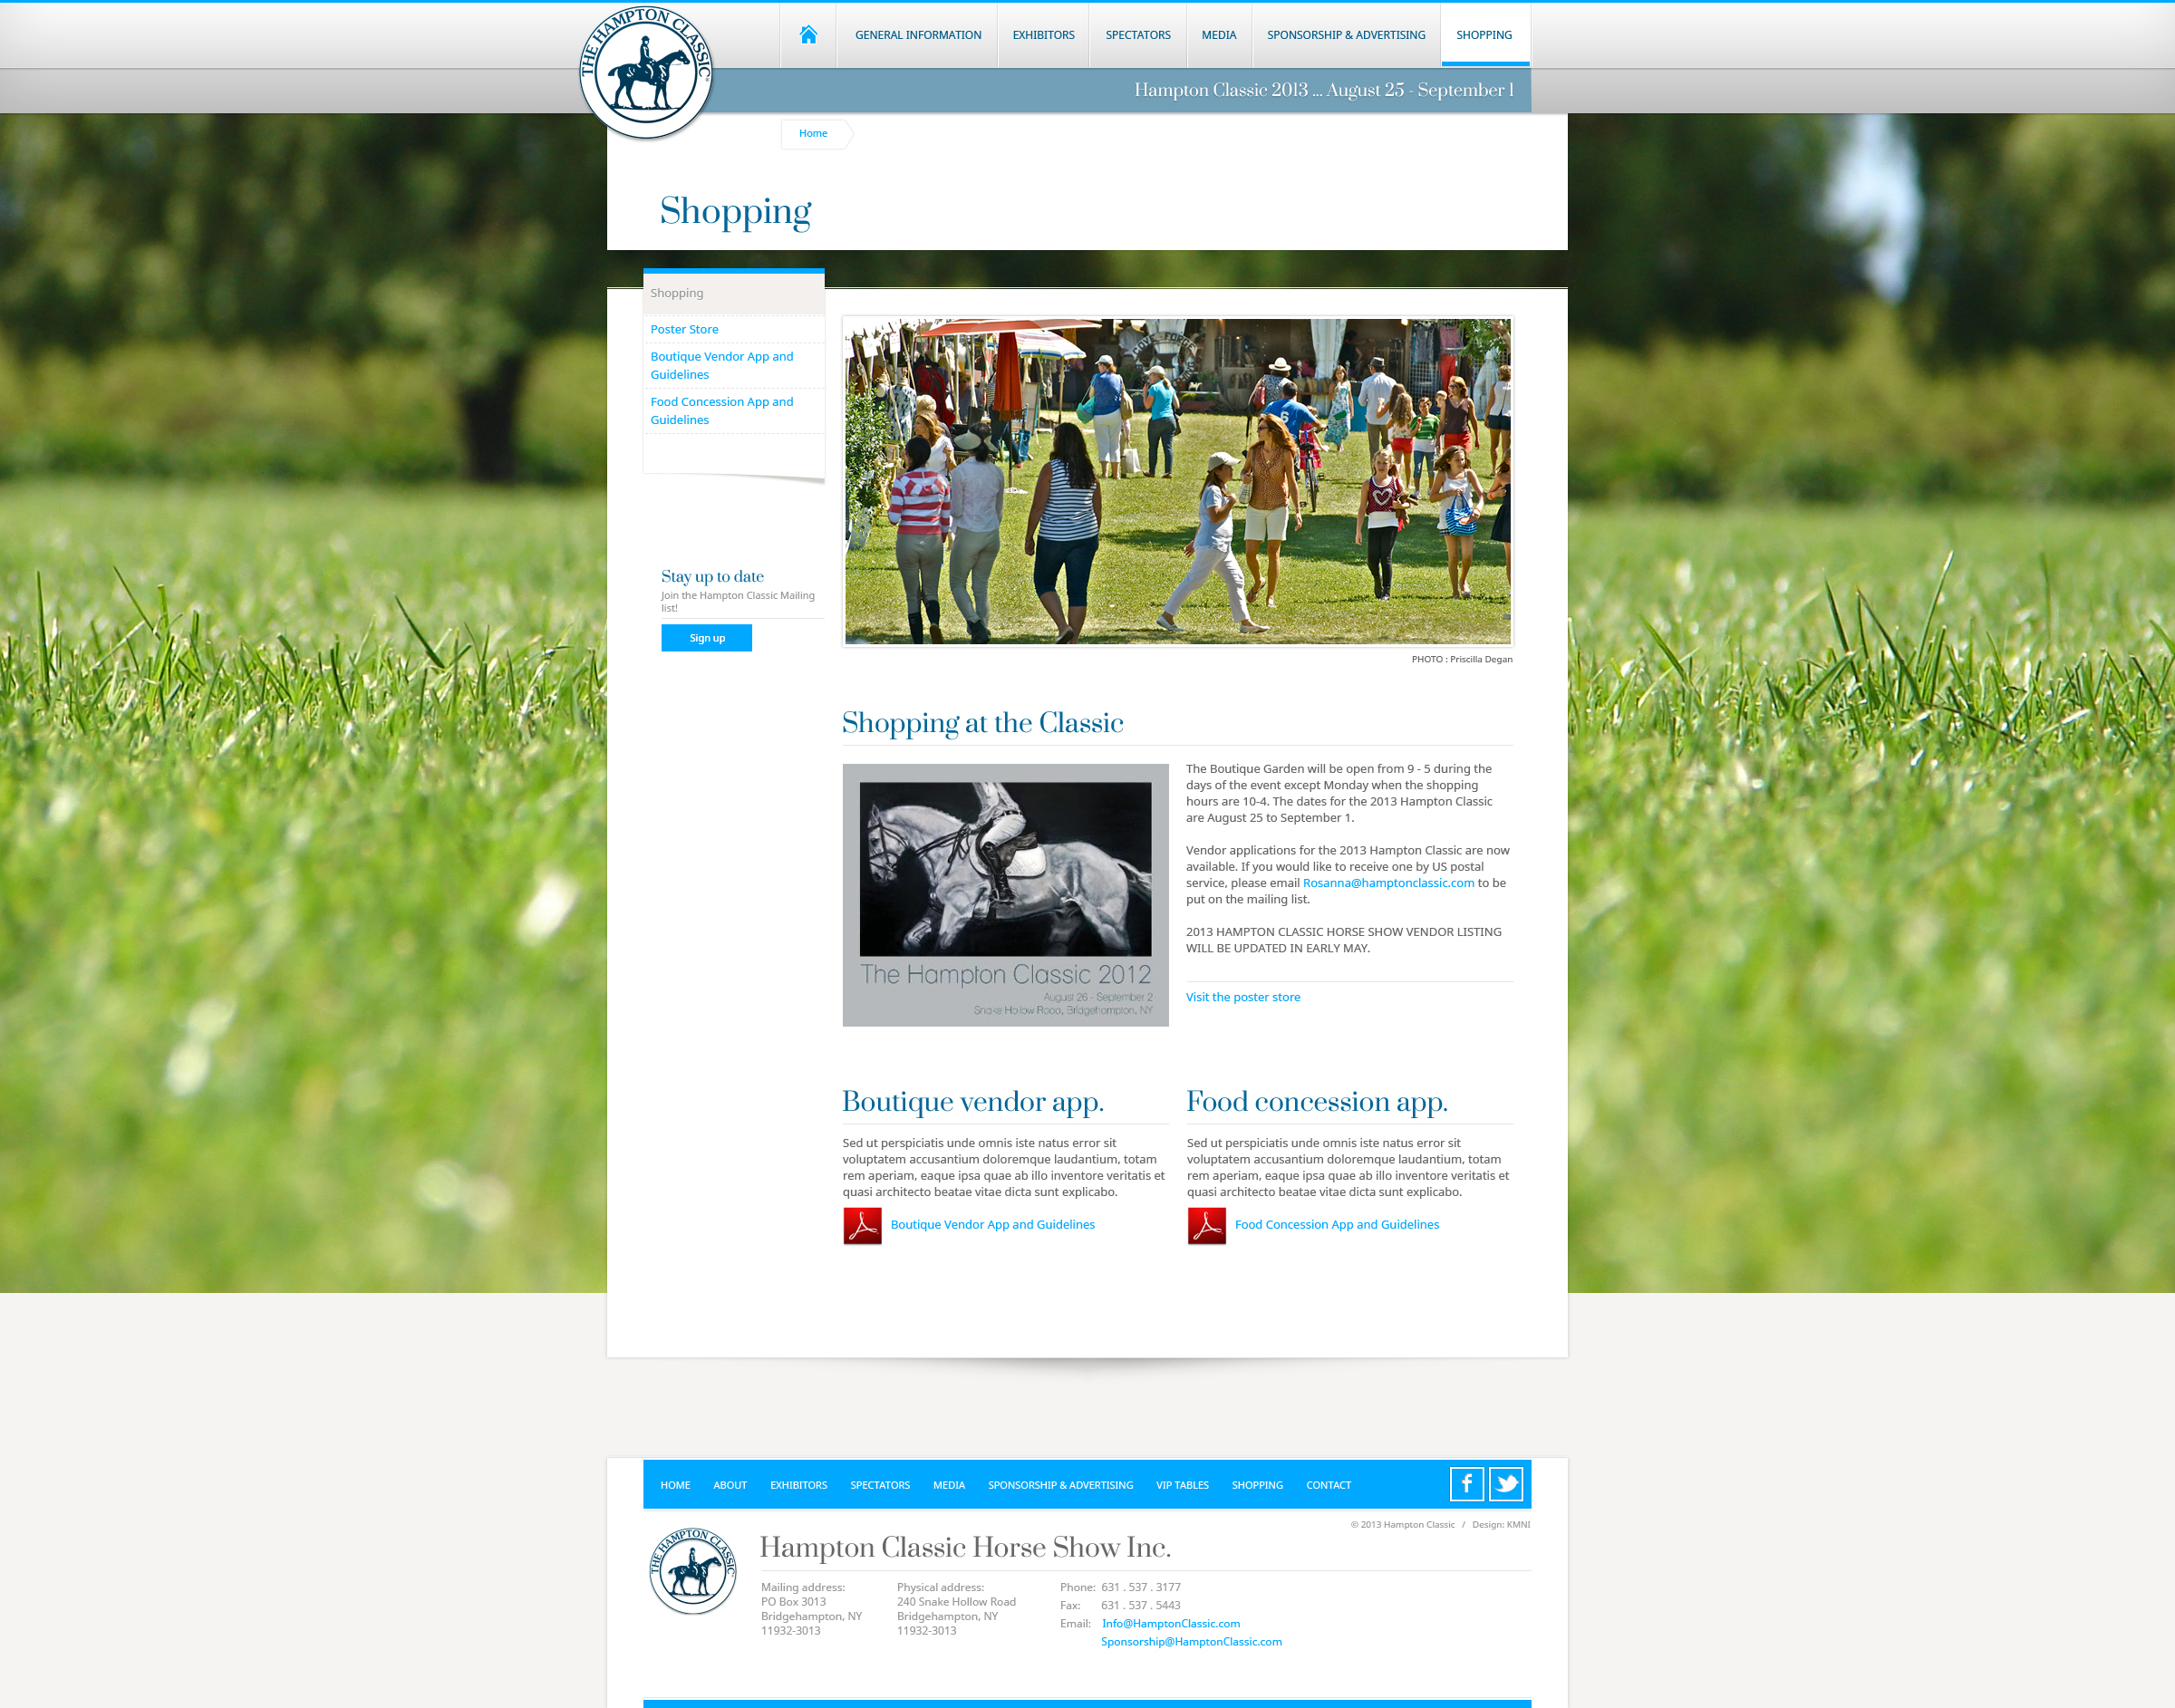 THE HAMPTON CLASSIC
GENERAL INFORMATION
EXHIBITORS
SPECTATORS
MEDIA
SPONSORSHIP & ADVERTISING
SHOPPING
Hampton Classic 2013 ... August 25 - September 1
Home
Shopping
Shopping
Poster Store
Boutique Vendor App and
Guidelines
Food Concession App and
Guidelines
Stay up to date
Join the Hampton Classic Mailing
list!
Sign up
6
PHOTO : Priscilla Degan
Shopping at the Classic
The Hampton Classic 2012
August 26 - September 2
Snake Hollow Road, Bridgehampton, NY
The Boutique Garden will be open from 9 - 5 during the
days of the event except Monday when the shopping
hours are 10-4. The dates for the 2013 Hampton Classic
are August 25 to September 1.
Vendor applications for the 2013 Hampton Classic are now
available. If you would like to receive one by US postal
service, please email Rosanna@hamptonclassic.com to be
put on the mailing list.
2013 HAMPTON CLASSIC HORSE SHOW VENDOR LISTING
WILL BE UPDATED IN EARLY MAY.
Visit the poster store
Boutique vendor app.
Sed ut perspiciatis unde omnis iste natus error sit
voluptatem accusantium doloremque laudantium, totam
rem aperiam, eaque ipsa quae ab illo inventore veritatis et
quasi architecto beatae vitae dicta sunt explicabo.
Boutique Vendor App and Guidelines
Food concession app.
Sed ut perspiciatis unde omnis iste natus error sit
voluptatem accusantium doloremque laudantium, totam
rem aperiam, eaque ipsa quae ab illo inventore veritatis et
quasi architecto beatae vitae dicta sunt explicabo.
Food Concession App and Guidelines
HOME
ABOUT
EXHIBITORS
SPECTATORS
MEDIA
SPONSORSHIP & ADVERTISING
VIP TABLES
SHOPPING
CONTACT
© 2013 Hampton Classic / Design: KMNI
THE HAMPTON CLASSIC
Hampton Classic Horse Show Inc.
Mailing address:
PO Box 3013
Bridgehampton, NY
11932-3013
Physical address:
240 Snake Hollow Road
Bridgehampton, NY
11932-3013
Phone: 631 . 537 . 3177
Fax: 631 . 537 . 5443
Email: Info@HamptonClassic.com
Sponsorship@HamptonClassic.com